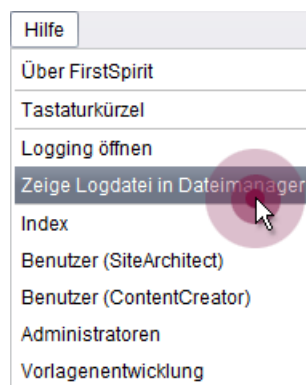 Hilfe
Über FirstSpirit
Tastaturkürzel
Logging öffnen
Zeige Logdatei in Dateimanager
Index
Benutzer (SiteArchitect)
Benutzer (ContentCreator)
Administratoren
Vorlagenentwicklung